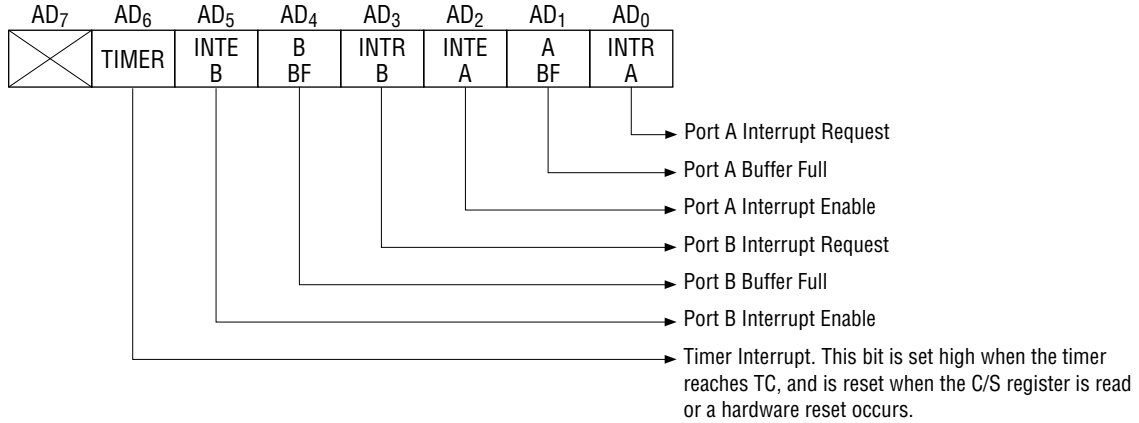 AD7 AD6 AD5 AD4 AD3 AD2 AD1 AD0
TIMER INTE B B BF INTR B INTE A A BF INTR A
Port A Interrupt Request
Port A Buffer Full
Port A Interrupt Enable
Port B Interrupt Request
Port B Buffer Full
Port B Interrupt Enable
Timer Interrupt. This bit is set high when the timer
reaches TC, and is reset when the C/S register is read
or a hardware reset occurs.